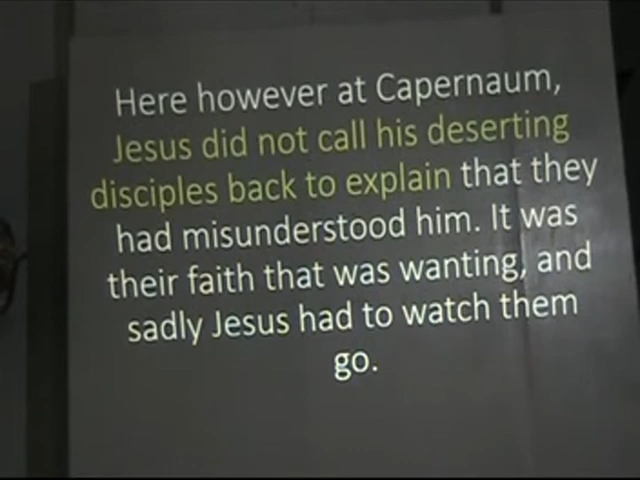 Here however at Capernaum,
Jesus did not call his deserting
disciples back to explain that they
had misunderstood him. It was
their faith that was wanting, and
sadly Jesus had to watch them
go.